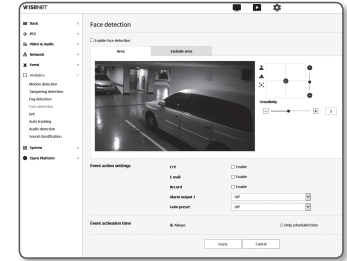 WISENET
Basic
PTZ
Video & Audio
Network
Event
Analytics
Motion detection
Tampering detection
Fog detection
Face detection
IVA
Auto tracking
Audio detection
Sound classification
System
Open Platform
Face detection
Enable face detection
Area
Exclude area
Sensitivity
Event action settings
FTP
Enable
E-mail
Enable
Record
Enable
Alarm output 1
Off
Goto preset
Off
Event activation time
Always
Only scheduled time
Apply
Cancel